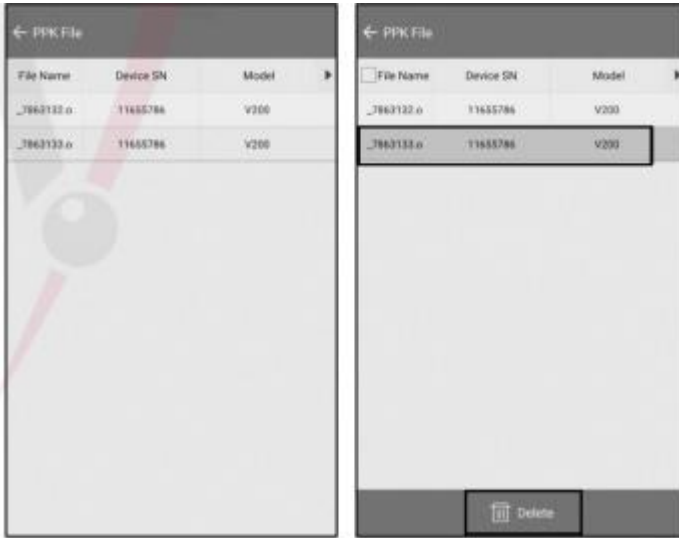 ← PPK File
File Name Device SN Model
_7863132.o 11655786 V200
_7863133.o 11655786 V200
← PPK File
File Name Device SN Model
_7863132.o 11655786 V200
_7863133.o 11655786 V200
Delete